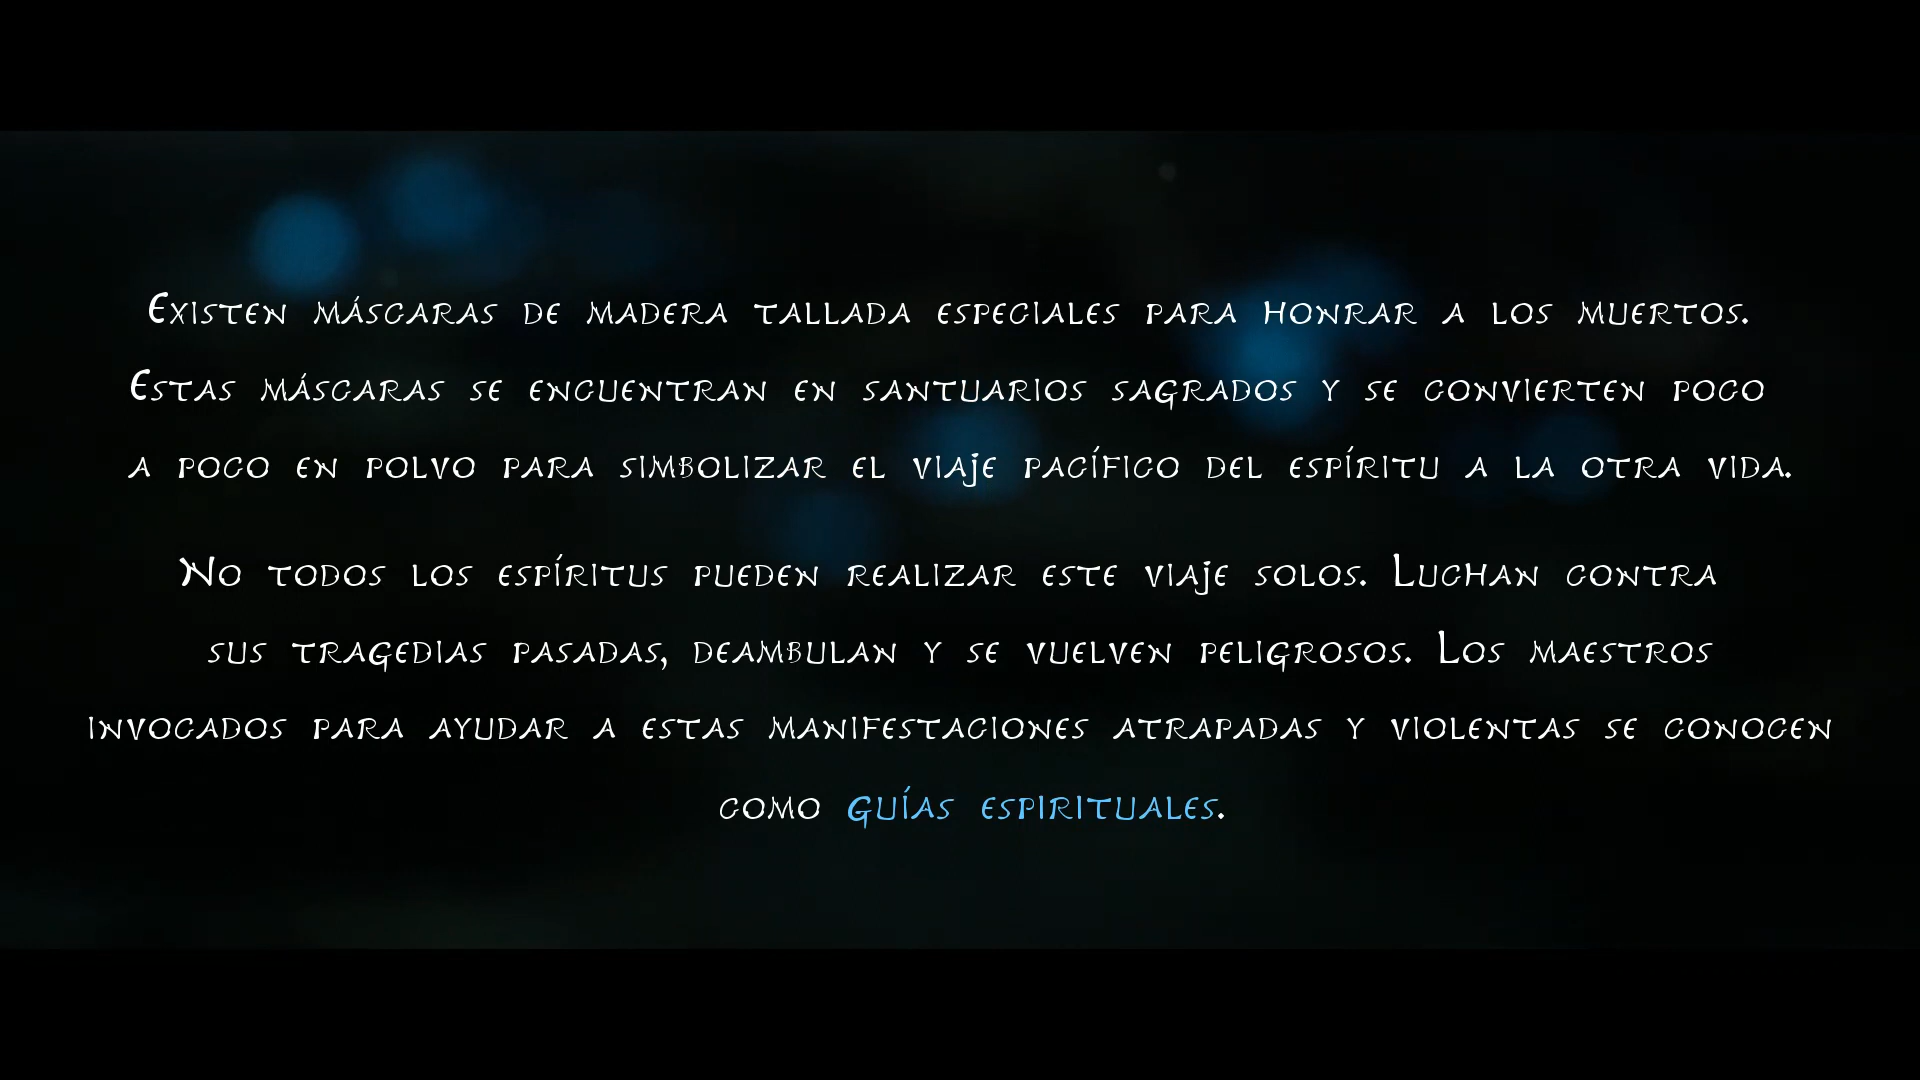 Existen máscaras de madera tallada especiales para honrar a los muertos.
Estas máscaras se encuentran en santuarios sagrados y se convierten poco
a poco en polvo para simbolizar el viaje pacífico del espíritu a la otra vida.
No todos los espíritus pueden realizar este viaje solos. Luchan contra
sus tragedias pasadas, deambulan y se vuelven peligrosos. Los maestros
invocados para ayudar a estas manifestaciones atrapadas y violentas se conocen
como guías espirituales.